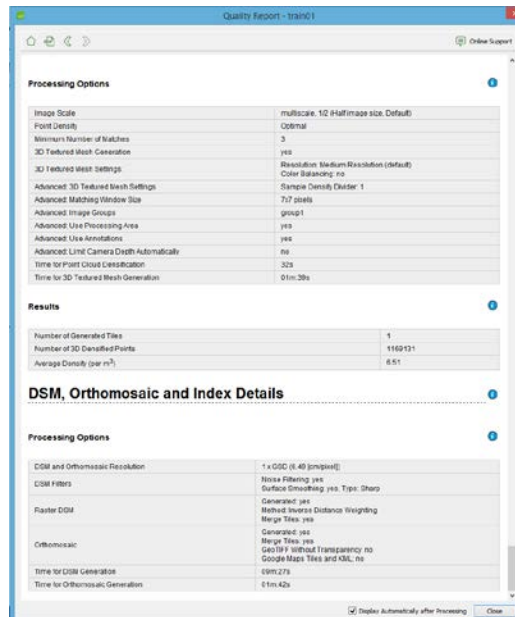 Quality Report - train01
Online Support
Processing Options
Image Scale multiscale, 1/2 (Half image size, Default)
Point Density Optimal
Minimum Number of Matches 3
3D Textured Mesh Generation yes
3D Textured Mesh Settings Resolution: Medium Resolution (default)
Color Balancing: no
Advanced: 3D Textured Mesh Settings Sample Density Divider: 1
Advanced: Matching Window Size 7x7 pixels
Advanced: Image Groups group1
Advanced: Use Processing Area yes
Advanced: Use Annotations yes
Advanced: Limit Camera Depth Automatically no
Time for Point Cloud Densification 32s
Time for 3D Textured Mesh Generation 01m:39s
Results
Number of Generated Tiles 1
Number of 3D Densified Points 1169131
Average Density (per m3) 6.51
DSM, Orthomosaic and Index Details
Processing Options
DSM and Orthomosaic Resolution 1 x GSD (6.49 [cm/pixel])
DSM Filters Noise Filtering: yes
Surface Smoothing: yes, Type: Sharp
Raster DSM Generated: yes
Method: Inverse Distance Weighting
Merge Tiles: yes
Orthomosaic Generated: yes
Merge Tiles: yes
GeoTIFF Without Transparency: no
Google Maps Tiles and KML: no
Time for DSM Generation 09m:27s
Time for Orthomosaic Generation 01m:42s
Display Automatically after Processing
Close